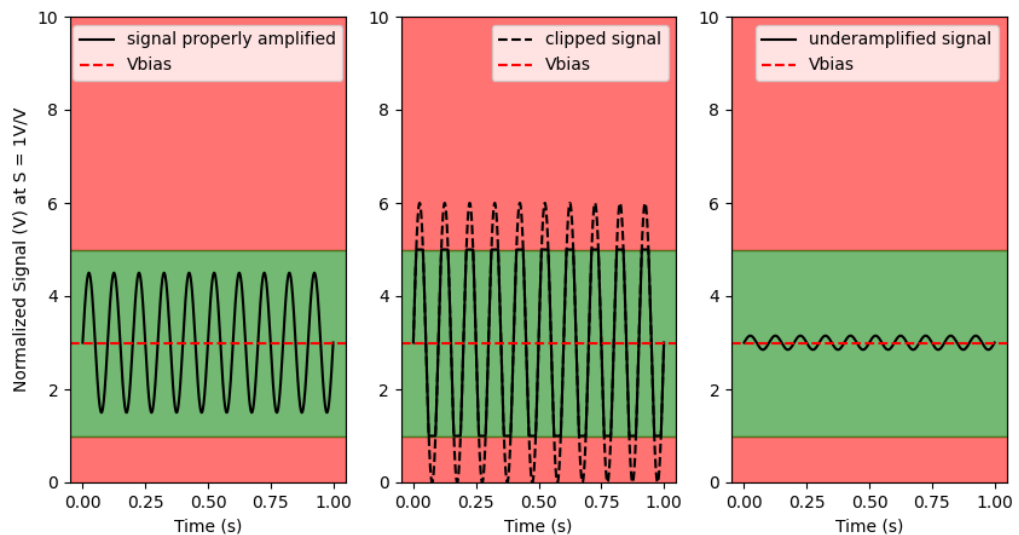 Normalized Signal (V) at S = 1V/V
10
8
6
4
2
0
signal properly amplified
Vbias
0.00 0.25 0.50 0.75 1.00
Time (s)
10
8
6
4
2
0
clipped signal
Vbias
0.00 0.25 0.50 0.75 1.00
Time (s)
10
8
6
4
2
0
underamplified signal
Vbias
0.00 0.25 0.50 0.75 1.00
Time (s)